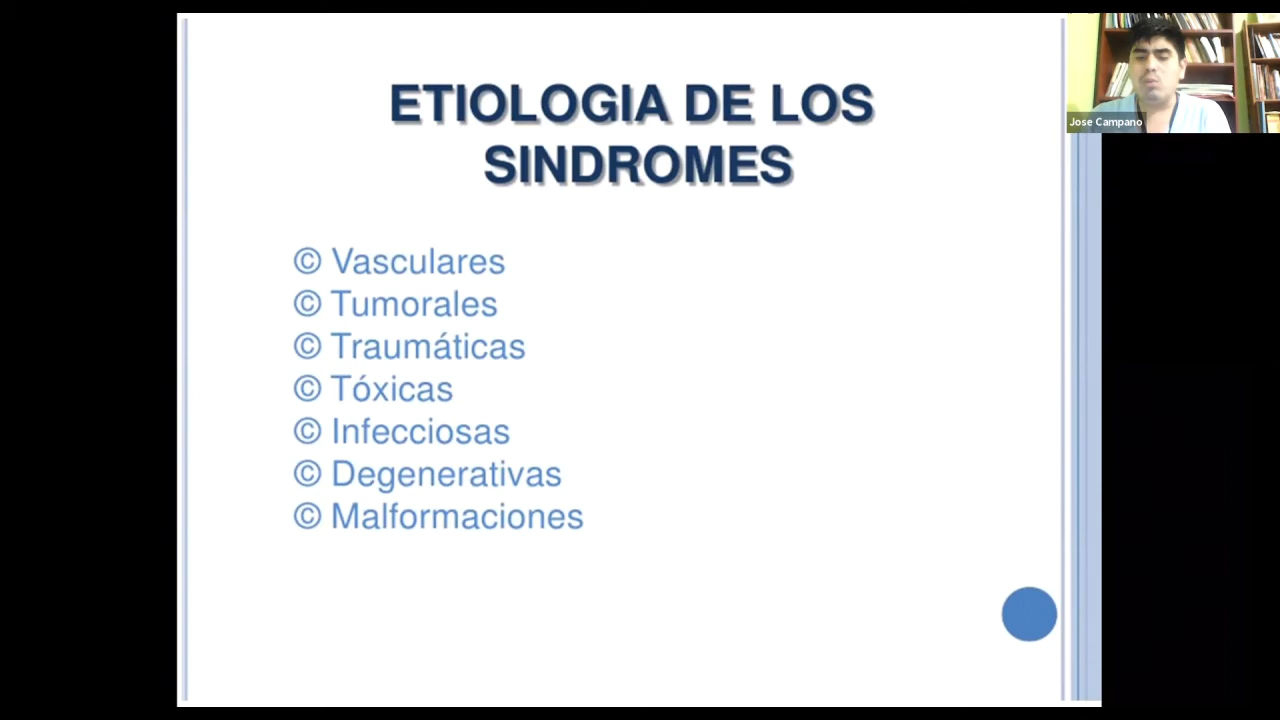 ETIOLOGIA DE LOS
SINDROMES
© Vasculares
© Tumorales
© Traumáticas
© Tóxicas
© Infecciosas
© Degenerativas
© Malformaciones
Jose Campano